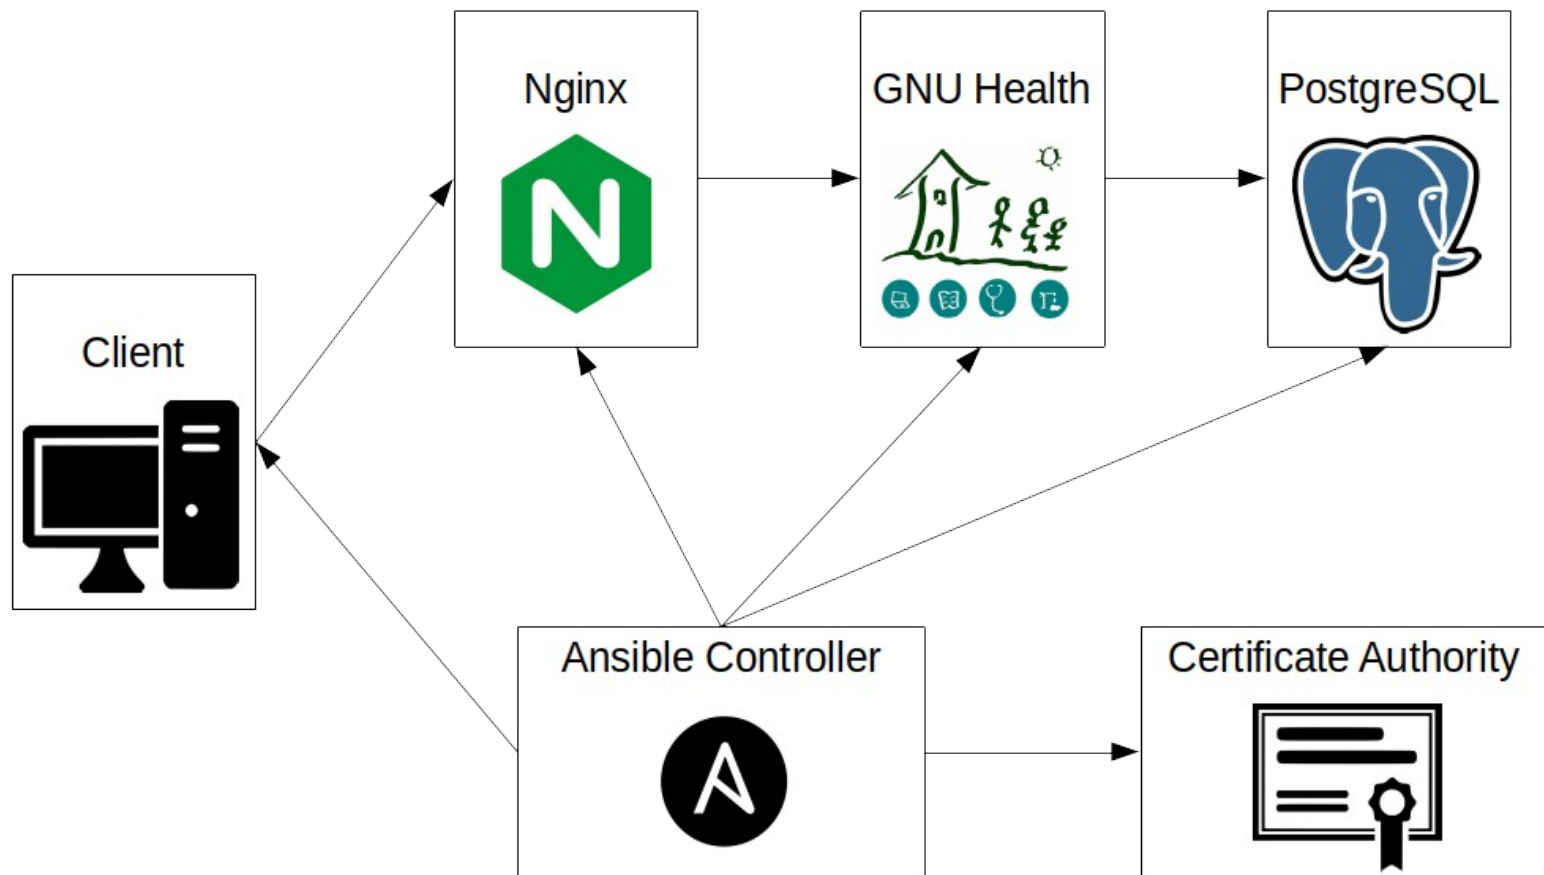 Nginx
GNU Health
PostgreSQL
Client
Ansible Controller
Certificate Authority